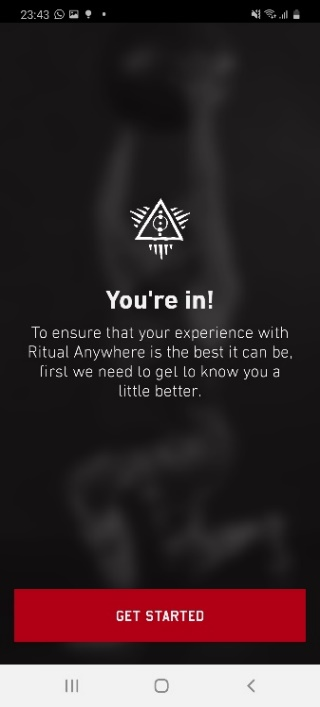 23:43
You're in!
To ensure that your experience with
Ritual Anywhere is the best it can be,
first we need to get to know you a
little better.
GET STARTED